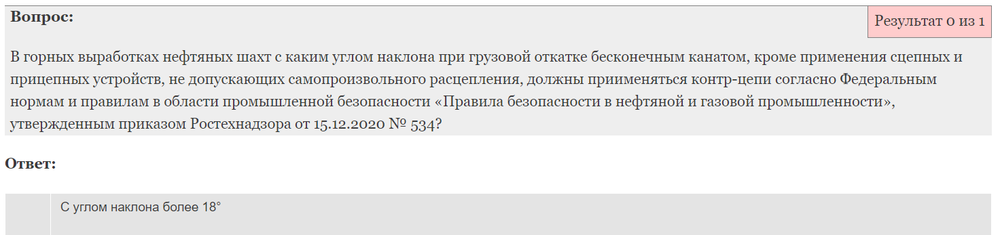 Вопрос:
Результат 0 из 1
В горных выработках нефтяных шахт с каким углом наклона при грузовой откатке бесконечным канатом, кроме применения сцепных и
прицепных устройств, не допускающих самопроизвольного расцепления, должны приименяться контр-цепи согласно Федеральным
нормам и правилам в области промышленной безопасности «Правила безопасности в нефтяной и газовой промышленности»,
утвержденным приказом Ростехнадзора от 15.12.2020 № 534?
Ответ:
С углом наклона более 18°